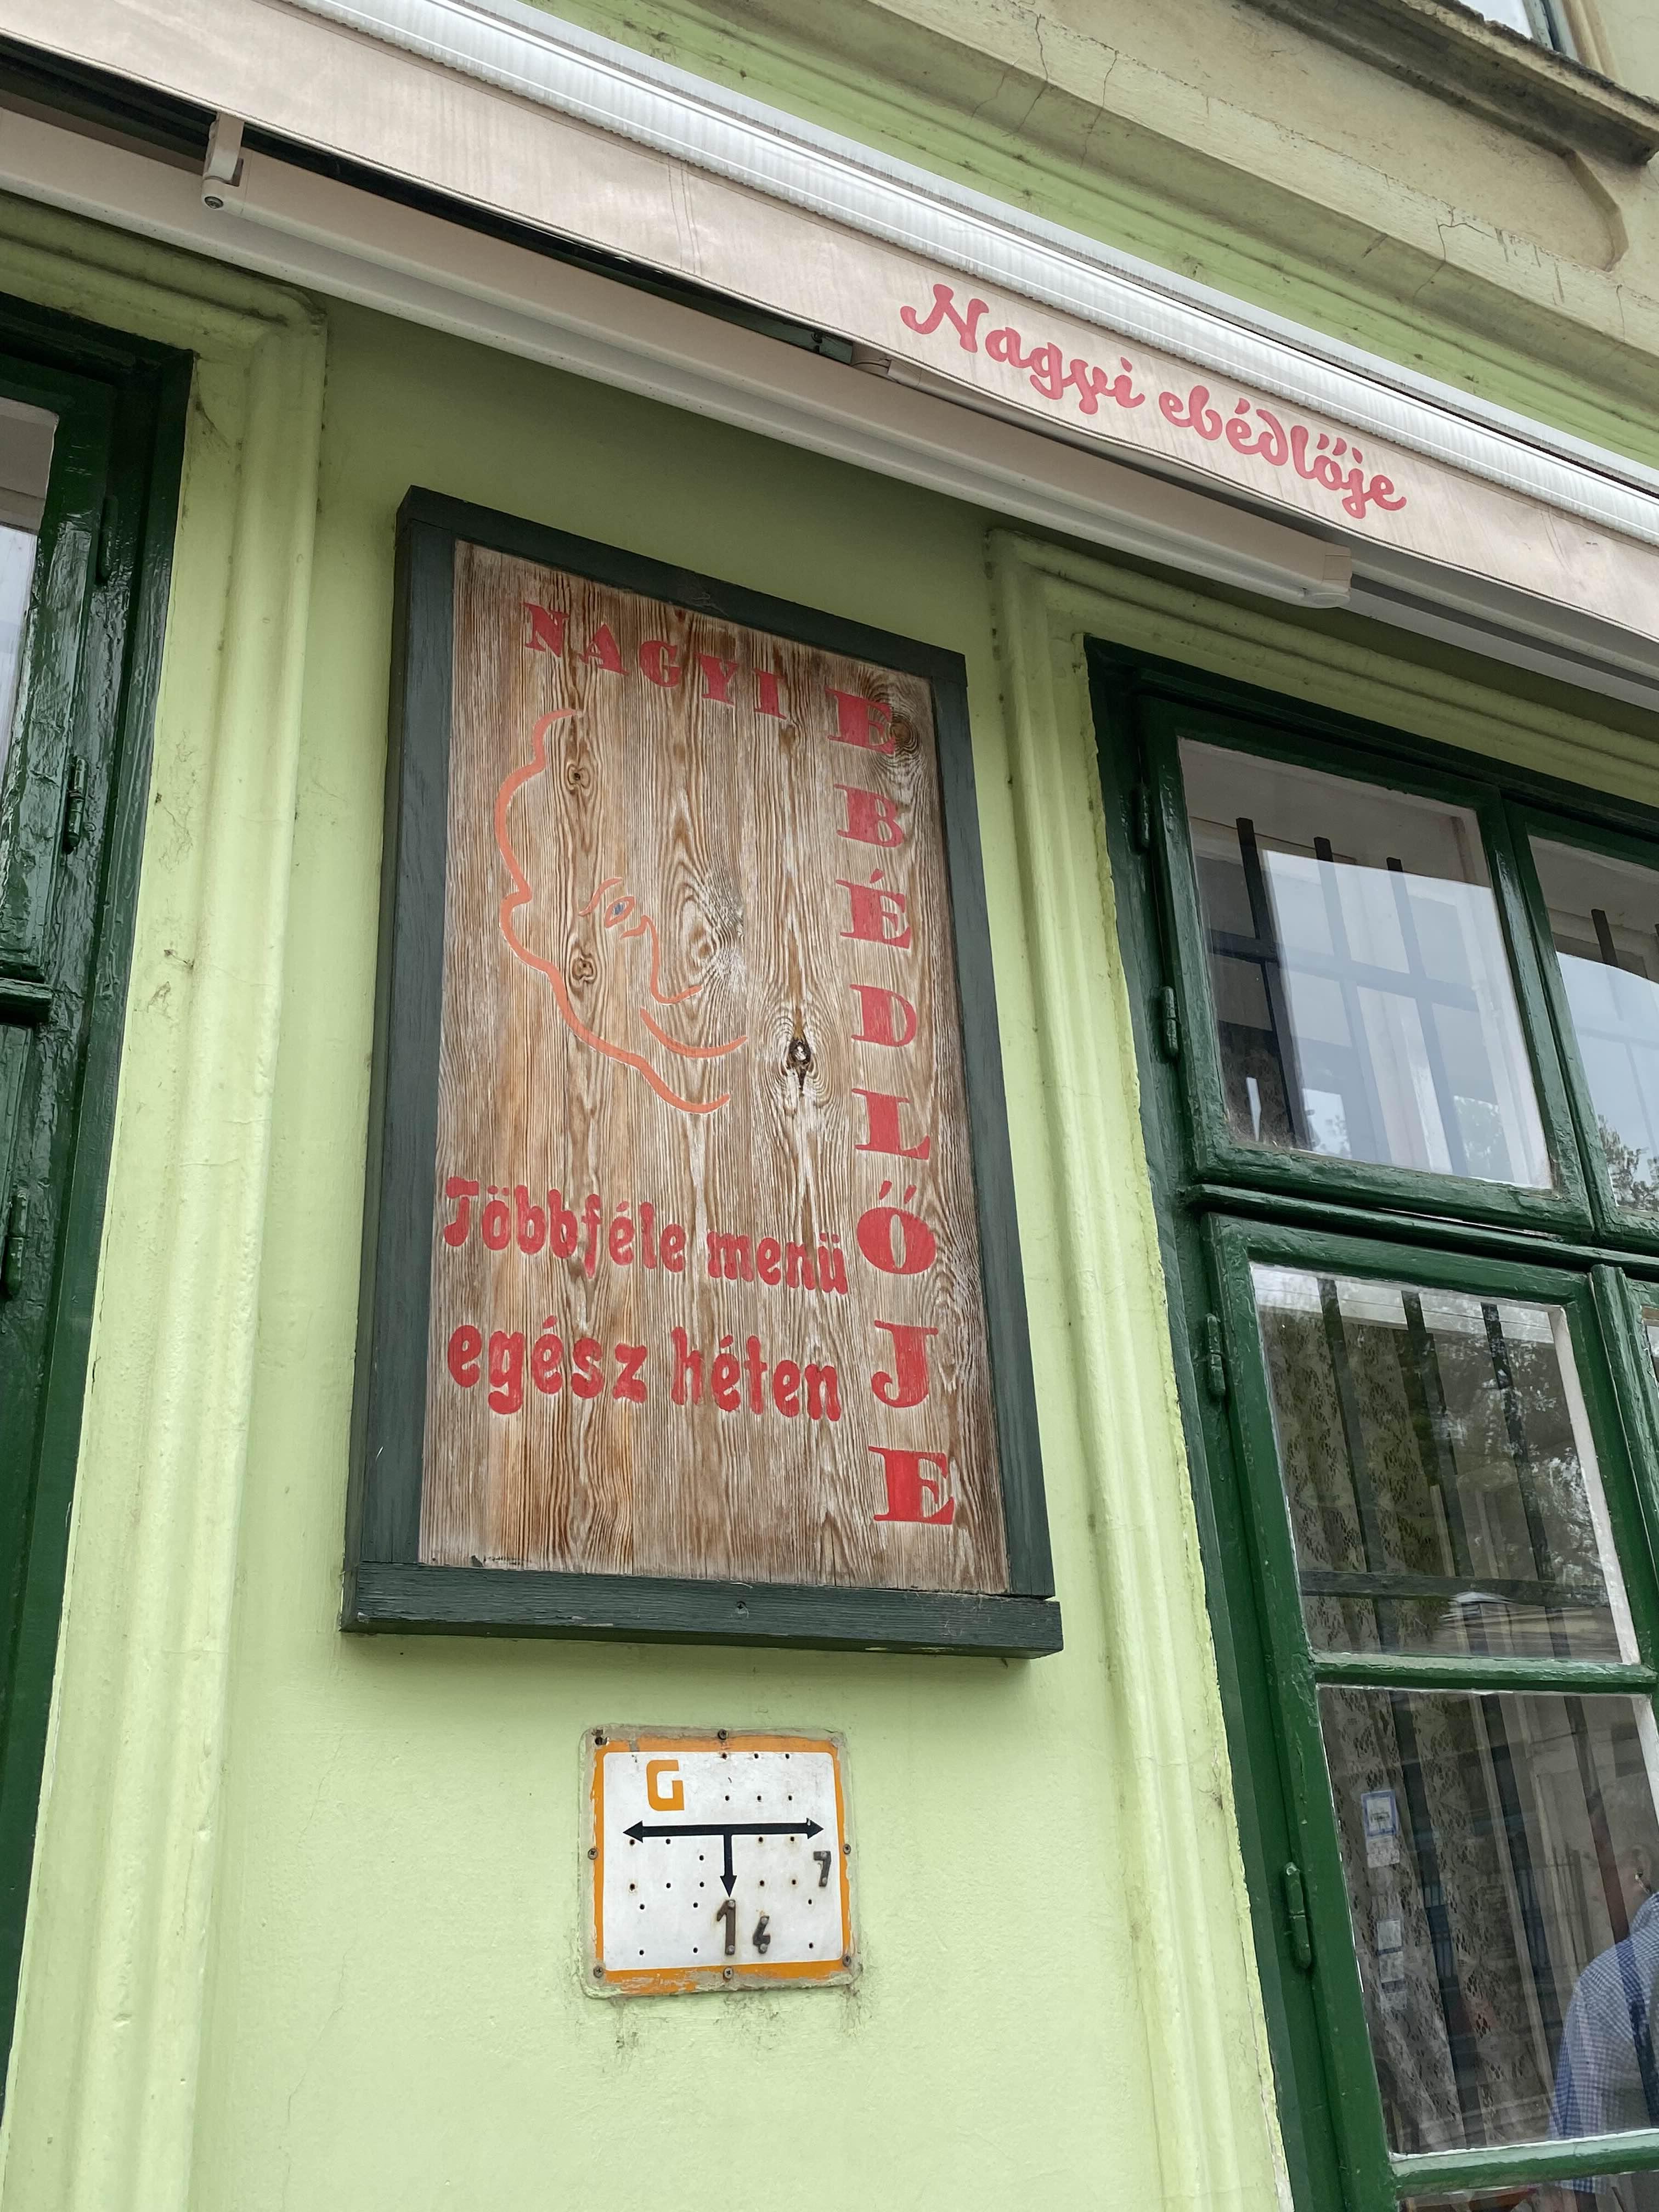 Nagyi ebédlője
NAGYI
EBÉDLŐJE
Többféle menü
egész héten
G
7
14